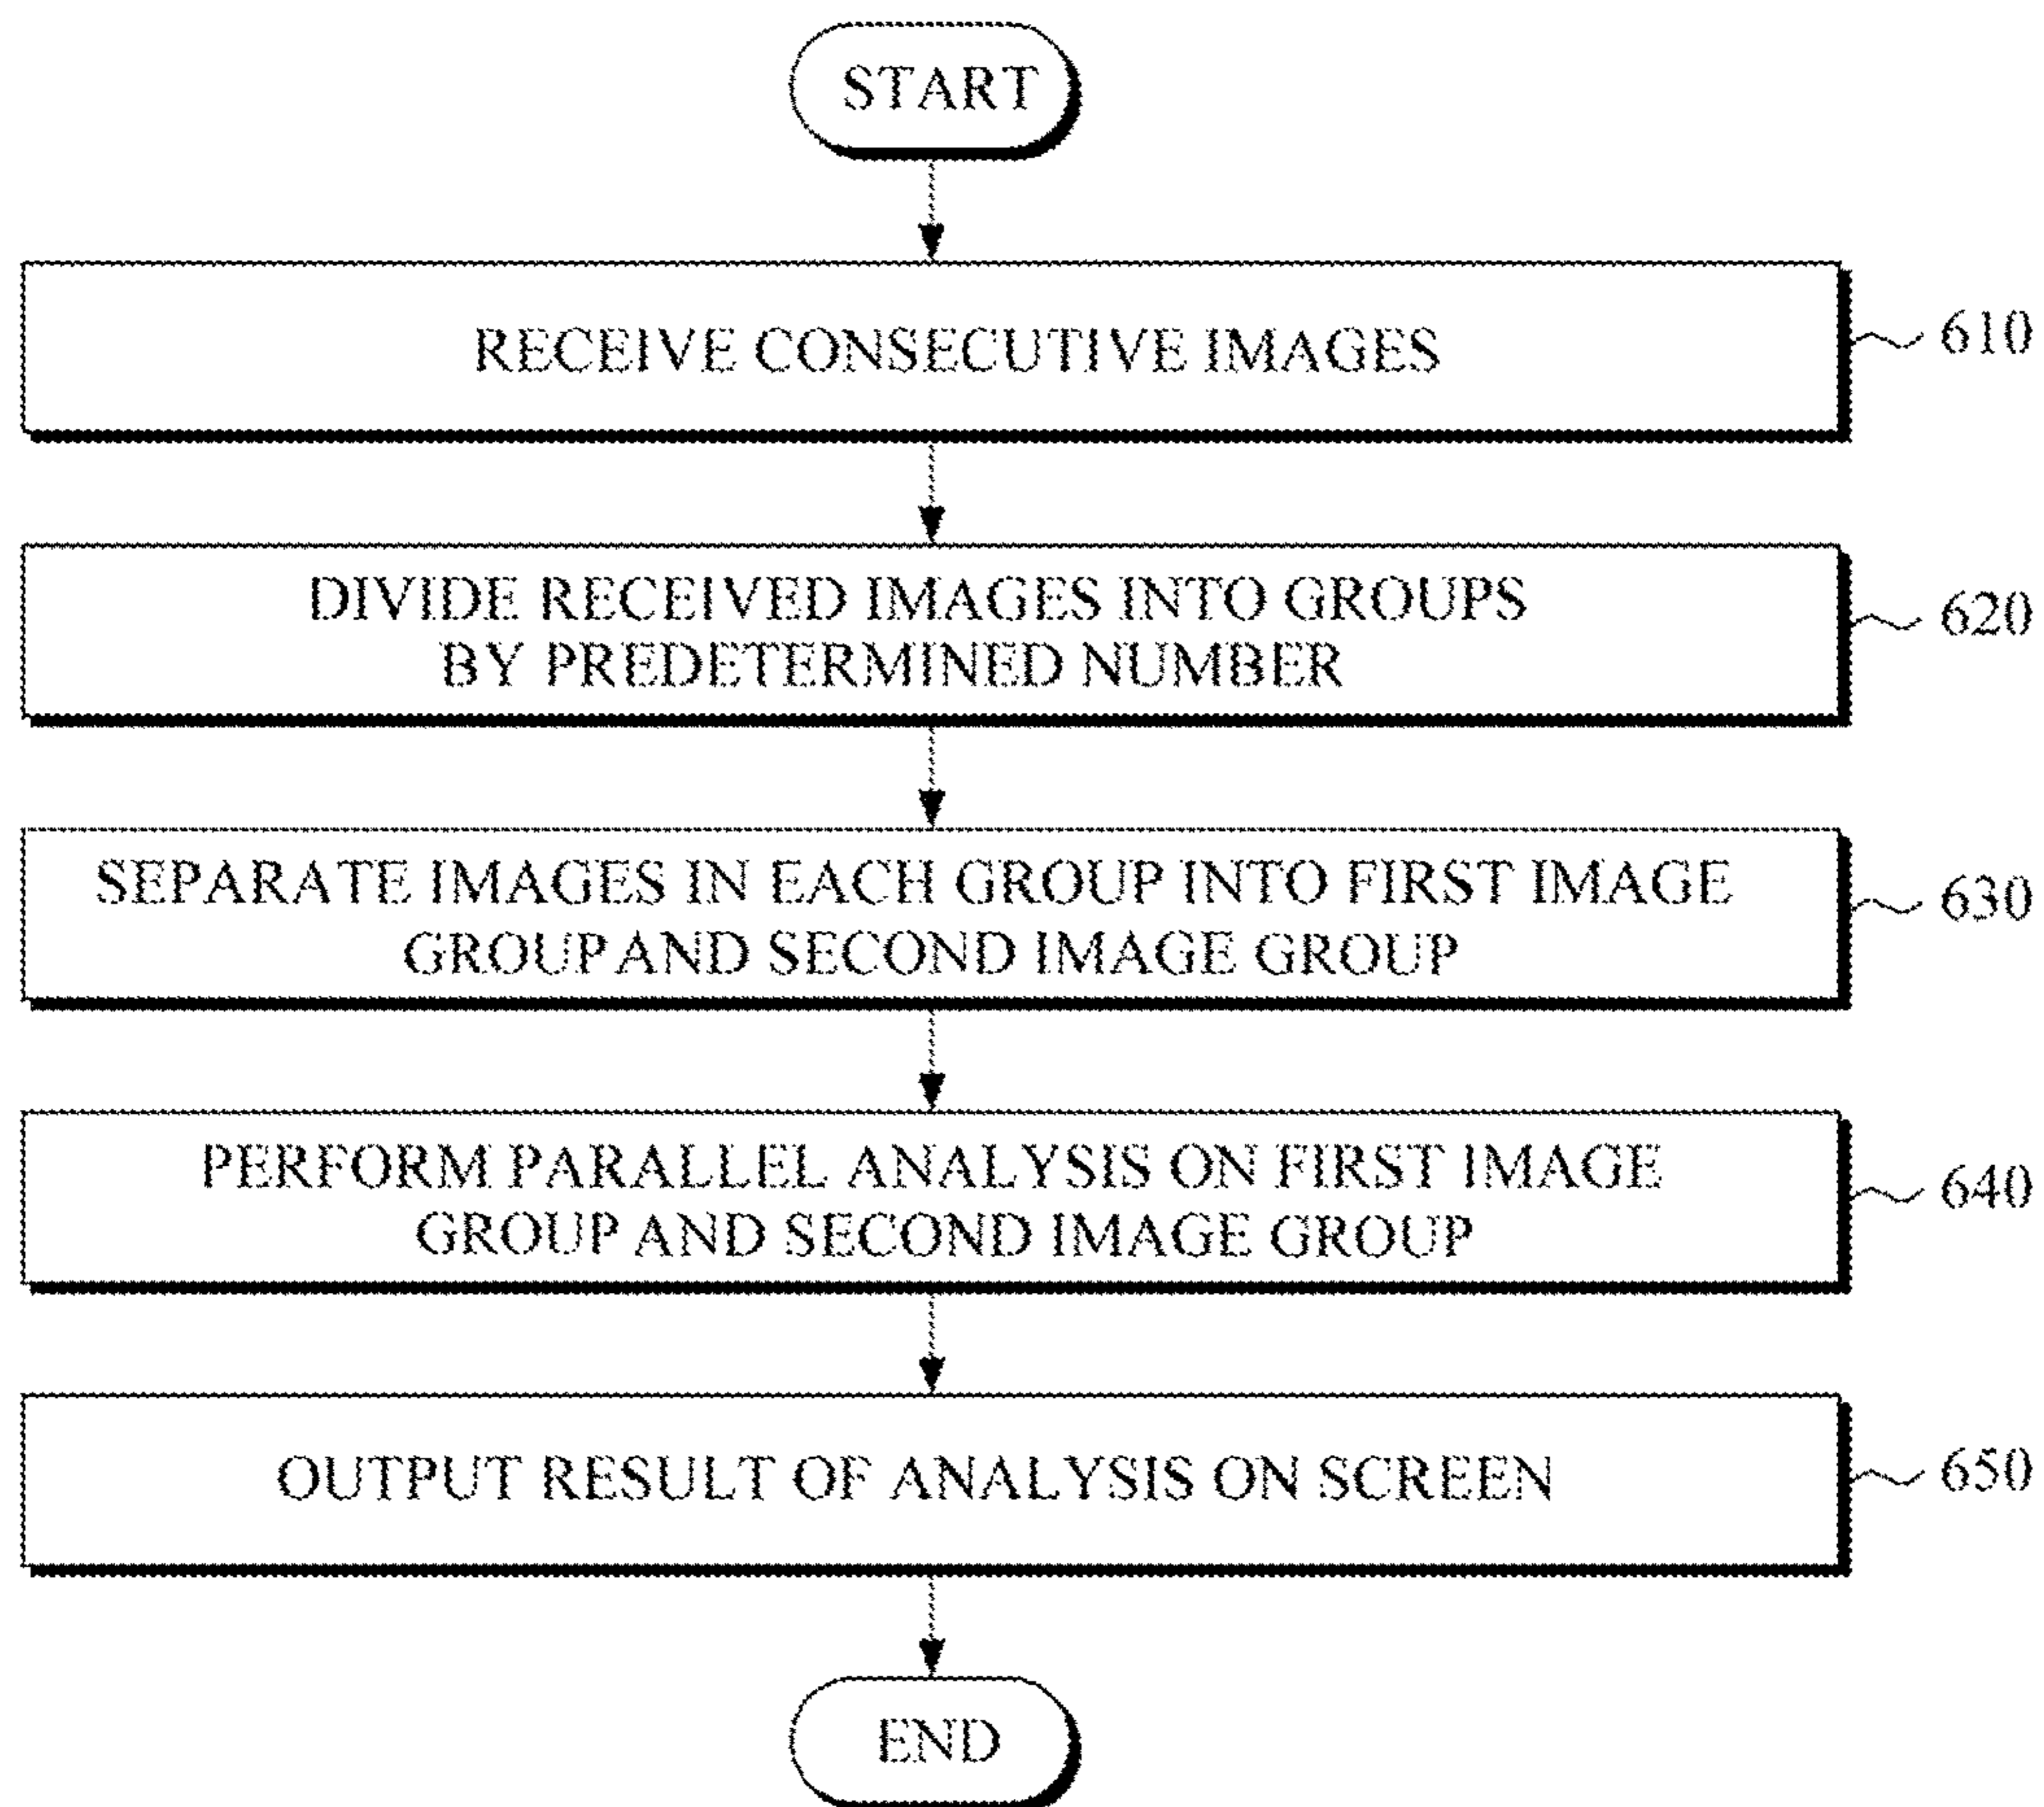 START
RECEIVE CONSECUTIVE IMAGES
610
DIVIDE RECEIVED IMAGES INTO GROUPS
BY PREDETERMINED NUMBER
620
SEPARATE IMAGES IN EACH GROUP INTO FIRST IMAGE
GROUP AND SECOND IMAGE GROUP
630
PERFORM PARALLEL ANALYSIS ON FIRST IMAGE
GROUP AND SECOND IMAGE GROUP
640
OUTPUT RESULT OF ANALYSIS ON SCREEN
650
END